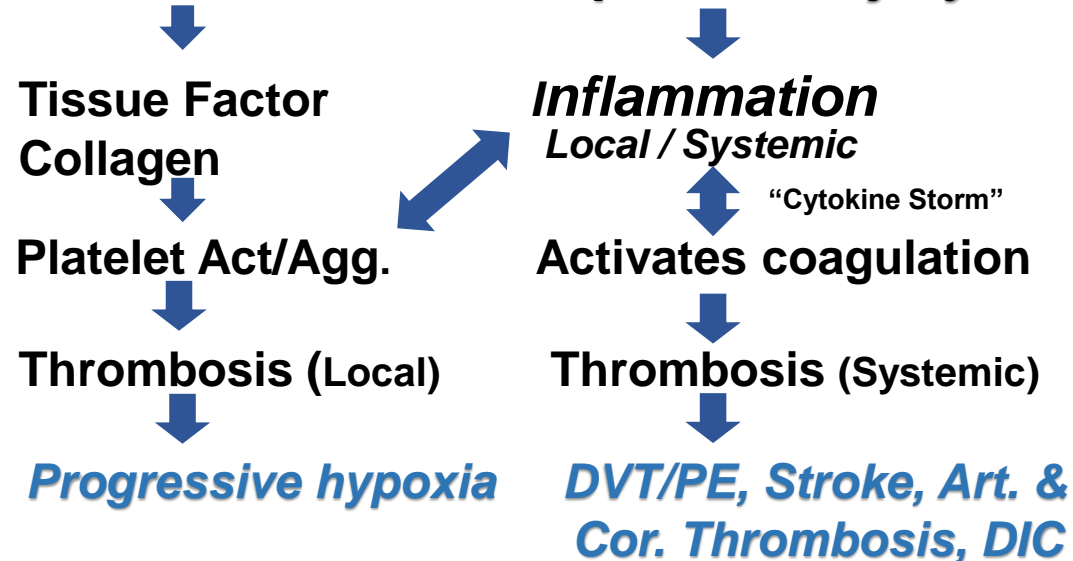 Tissue Factor
Collagen
Platelet Act/Agg.
Thrombosis (Local)
Progressive hypoxia
Inflammation
Local / Systemic
“Cytokine Storm”
Activates coagulation
Thrombosis (Systemic)
DVT/PE, Stroke, Art. &
Cor. Thrombosis, DIC